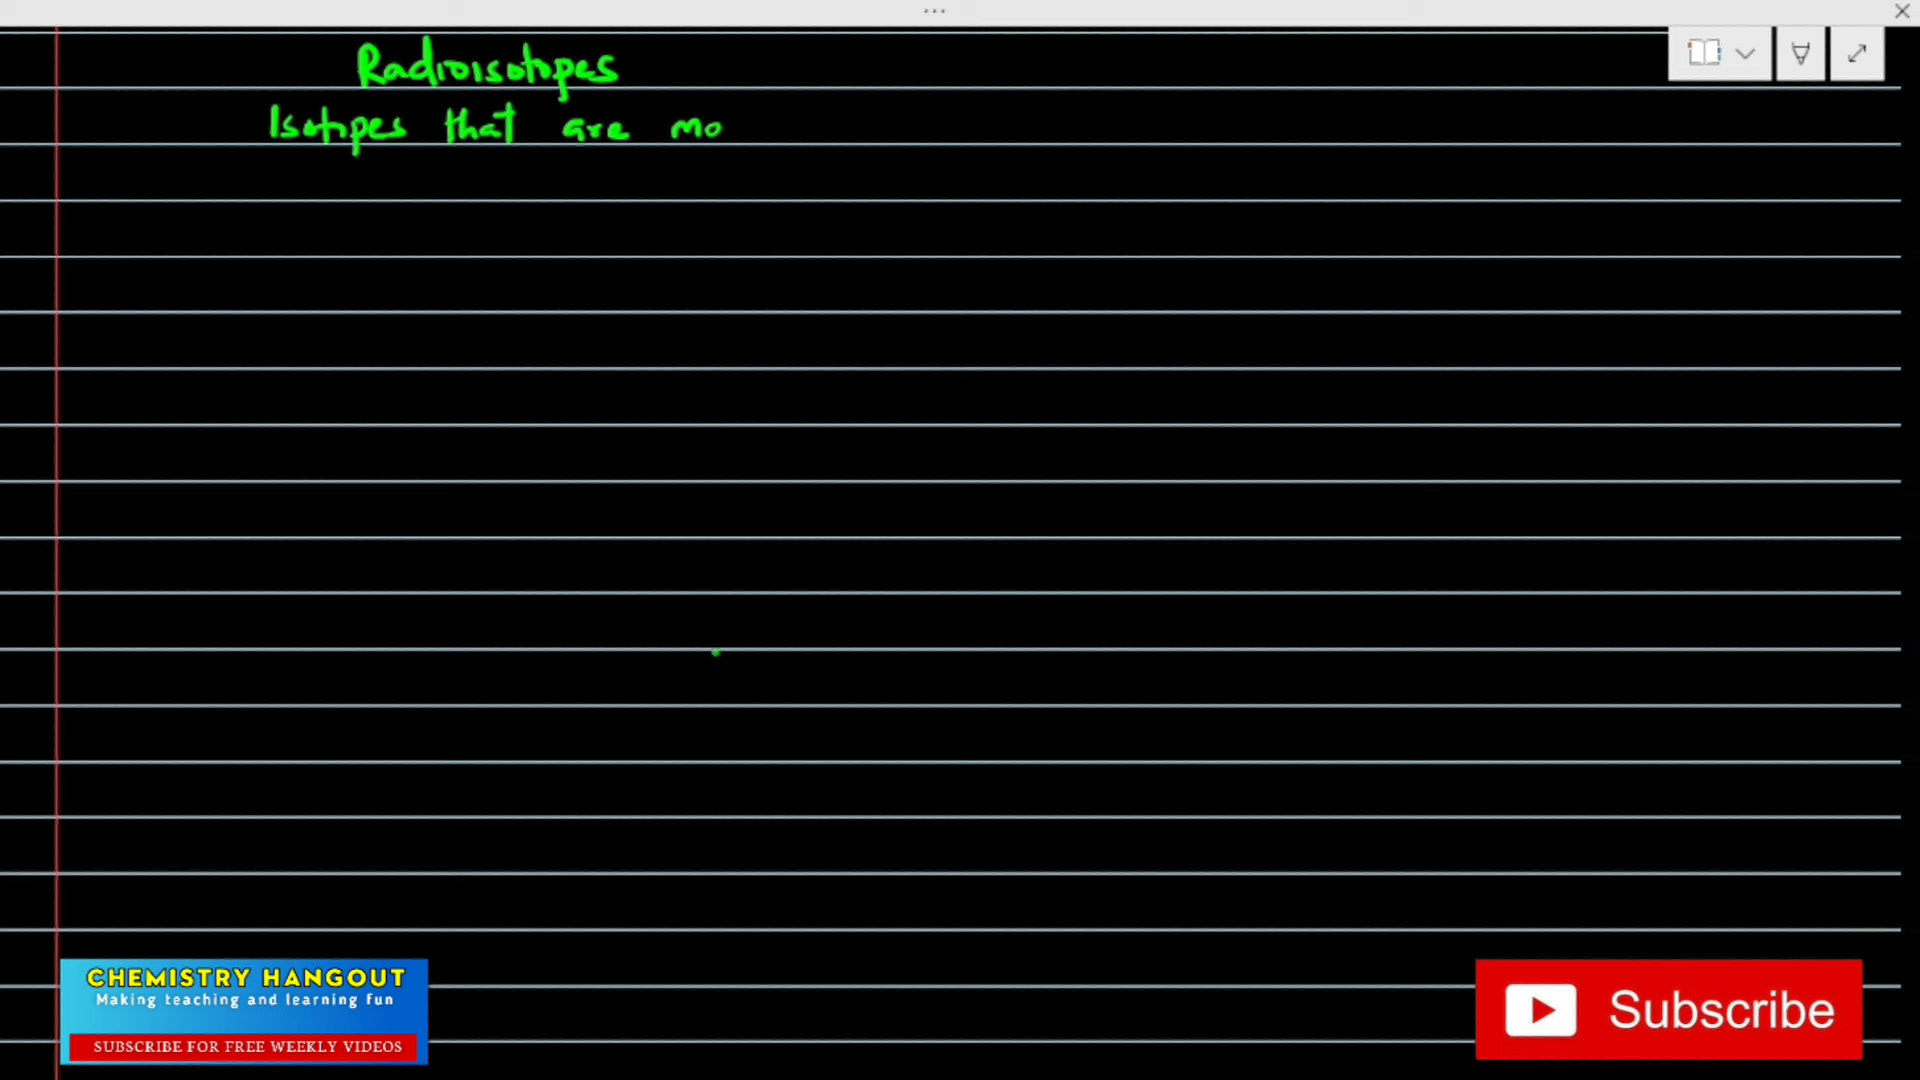 Radioisotopes
Isotopes that are mo
CHEMISTRY HANGOUT
Making teaching and learning fun
SUBSCRIBE FOR FREE WEEKLY VIDEOS
Subscribe